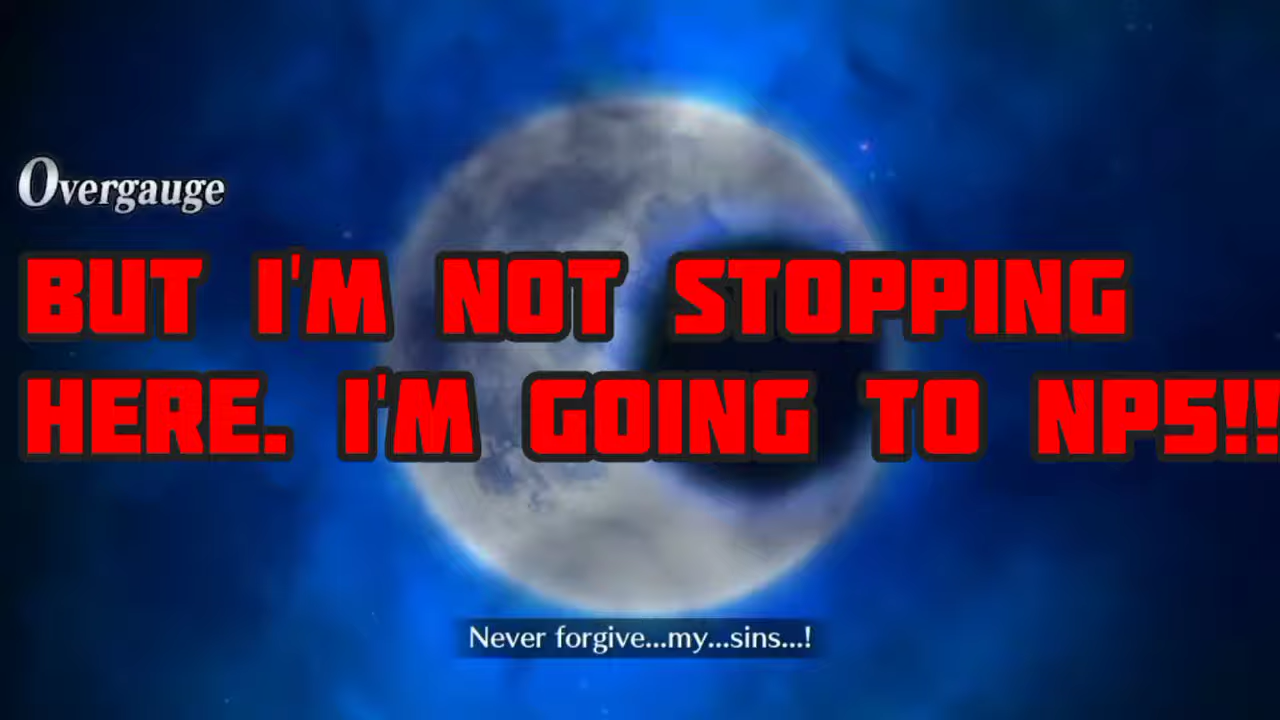 Overgauge
BUT I'M NOT STOPPING
HERE. I'M GOING TO NP5!!
Never forgive...my...sins...!